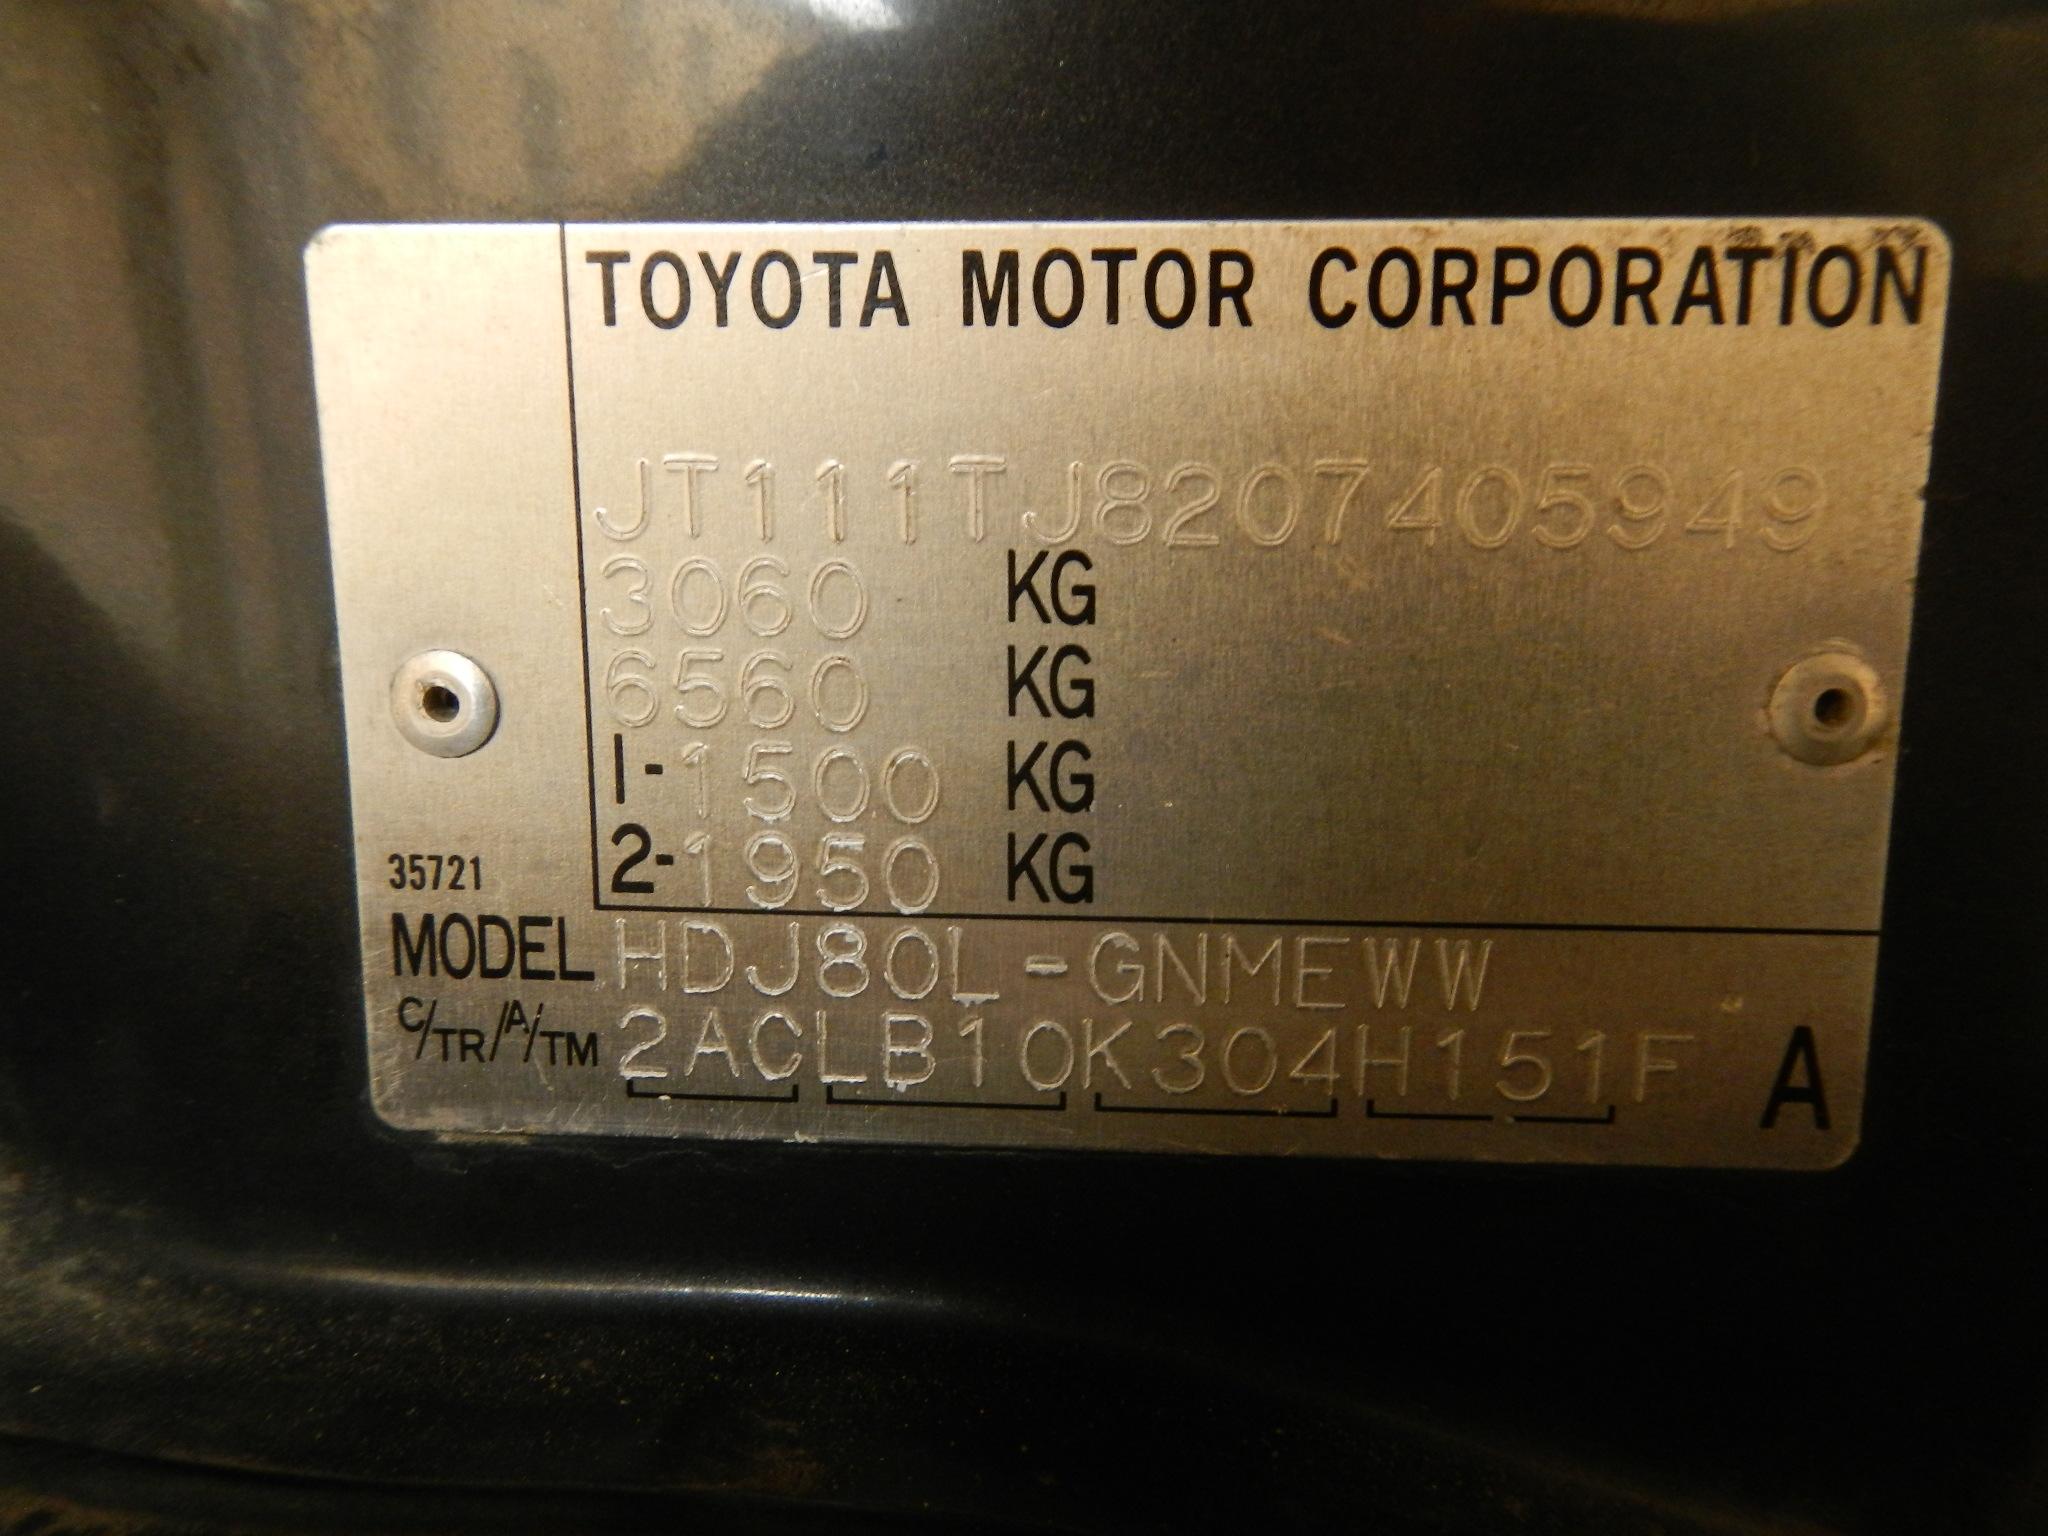 TOYOTA MOTOR CORPORATION
JT111TJ8207405949
3060 KG
6560 KG
1-1500 KG
2-1950 KG
35721
MODEL HDJ80L-GNMEWW
C/TR/A/TM 2ACLB10K304H151F A